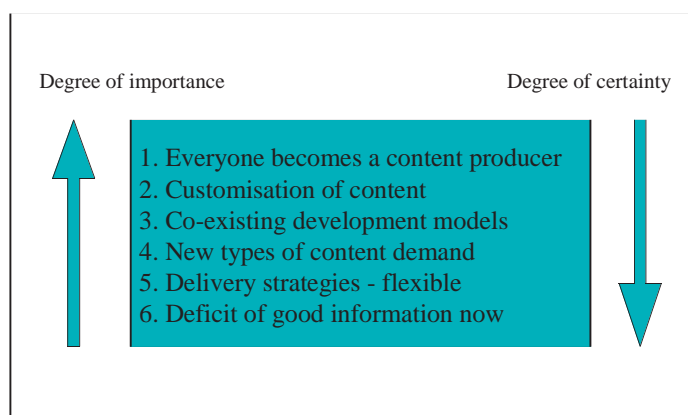 Degree of importance
Degree of certainty
1. Everyone becomes a content producer
2. Customisation of content
3. Co-existing development models
4. New types of content demand
5. Delivery strategies - flexible
6. Deficit of good information now